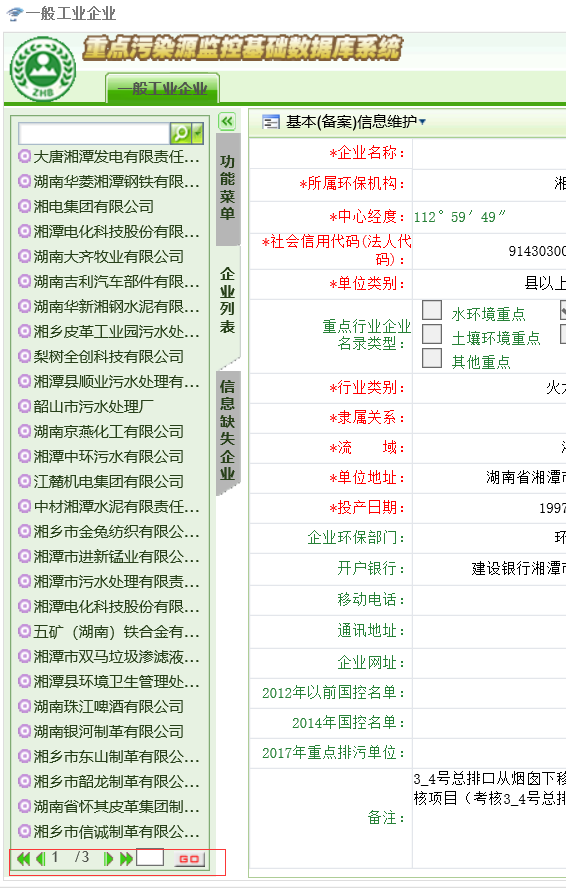 一般工业企业
重点污染源监控基础数据库系统
ZHB
一般工业企业
大唐湘潭发电有限责任...
湖南华菱湘潭钢铁有限...
湘电集团有限公司
湘潭电化科技股份有限...
湖南大齐牧业有限公司
湖南吉利汽车部件有限...
湖南华新湘钢水泥有限...
湘乡皮革工业园污水处...
梨树全创科技有限公司
湘潭县顺业污水处理有...
韶山市污水处理厂
湖南京燕化工有限公司
湘潭中环污水有限公司
江麓机电集团有限公司
中材湘潭水泥有限责任...
湘乡市金兔纺织有限公...
湘潭市进新锰业有限公...
湘潭市污水处理有限责...
湘潭电化科技股份有限...
五矿（湖南）铁合金有...
湘潭市双马垃圾渗滤液...
湘潭县环境卫生管理处...
湖南珠江啤酒有限公司
湖南银河制革有限公司
湘乡市东山制革有限公...
湘乡市韶龙制革有限公...
湖南省怀其皮革集团制...
湘乡市信诚制革有限公...
1 /3 GO
功能菜单
企业列表
信息缺失企业
基本(备案)信息维护
*企业名称：
*所属环保机构： 湘
*中心经度： 112° 59′ 49″
*社会信用代码(法人代
码)： 91430300
*单位类别： 县以上
重点行业企业
名录类型：
水环境重点
土壤环境重点
其他重点
*行业类别： 火力
*隶属关系：
*流 域：
*单位地址： 湖南省湘潭市
*投产日期： 1997
企业环保部门： 环
开户银行： 建设银行湘潭市
移动电话：
通讯地址：
企业网址：
2012年以前国控名单：
2014年国控名单：
2017年重点排污单位：
备注：
3_4号总排口从烟囱下移
核项目（考核3_4号总排